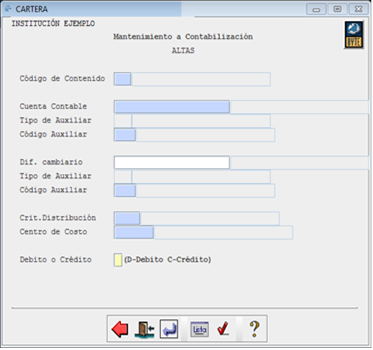 CARTERA
INSTITUCIÓN EJEMPLO
Mantenimiento a Contabilización
ALTAS
Código de Contenido
Cuenta Contable
Tipo de Auxiliar
Código Auxiliar
Dif. cambiario
Tipo de Auxiliar
Código Auxiliar
Crit.Distribución
Centro de Costo
Debito o Crédito (D-Debito C-Crédito)
Lista ?